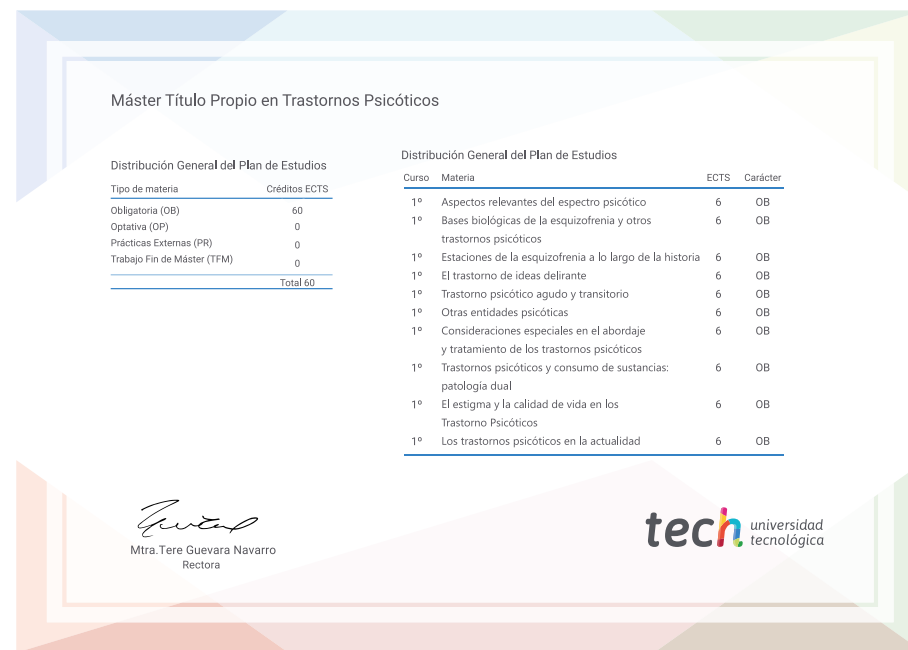 Máster Título Propio en Trastornos Psicóticos
Distribución General del Plan de Estudios
Tipo de materia Créditos ECTS
Obligatoria (OB) 60
Optativa (OP) 0
Prácticas Externas (PR) 0
Trabajo Fin de Máster (TFM) 0
Total 60
Distribución General del Plan de Estudios
Curso Materia ECTS Carácter
1º Aspectos relevantes del espectro psicótico 6 OB
1º Bases biológicas de la esquizofrenia y otros 6 OB
trastornos psicóticos
1º Estaciones de la esquizofrenia a lo largo de la historia 6 OB
1º El trastorno de ideas delirante 6 OB
1º Trastorno psicótico agudo y transitorio 6 OB
1º Otras entidades psicóticas 6 OB
1º Consideraciones especiales en el abordaje 6 OB
y tratamiento de los trastornos psicóticos
1º Trastornos psicóticos y consumo de sustancias: 6 OB
patología dual
1º El estigma y la calidad de vida en los 6 OB
Trastorno Psicóticos
1º Los trastornos psicóticos en la actualidad 6 OB
Mtra.Tere Guevara Navarro
Rectora
tech universidad
tecnológica